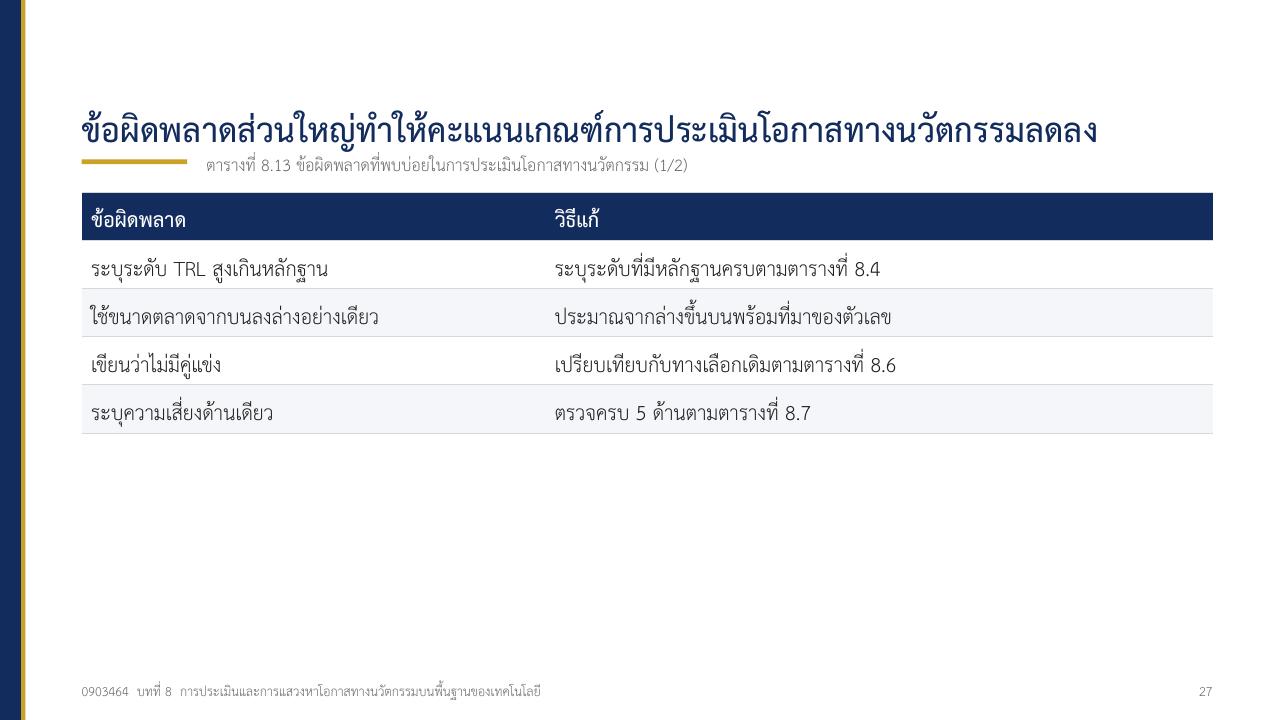 ข้อผิดพลาดส่วนใหญ่ทำให้คะแนนเกณฑ์การประเมินโอกาสทางนวัตกรรมลดลง
ตารางที่ 8.13 ข้อผิดพลาดที่พบบ่อยในการประเมินโอกาสทางนวัตกรรม (1/2)
ข้อผิดพลาด วิธีแก้
ระบุระดับ TRL สูงเกินหลักฐาน ระบุระดับที่มีหลักฐานครบตามตารางที่ 8.4
ใช้ขนาดตลาดจากบนลงล่างอย่างเดียว ประมาณจากล่างขึ้นบนพร้อมที่มาของตัวเลข
เขียนว่าไม่มีคู่แข่ง เปรียบเทียบกับทางเลือกเดิมตามตารางที่ 8.6
ระบุความเสี่ยงด้านเดียว ตรวจครบ 5 ด้านตามตารางที่ 8.7
0903464 บทที่ 8 การประเมินและการแสวงหาโอกาสทางนวัตกรรมบนพื้นฐานของเทคโนโลยี 27